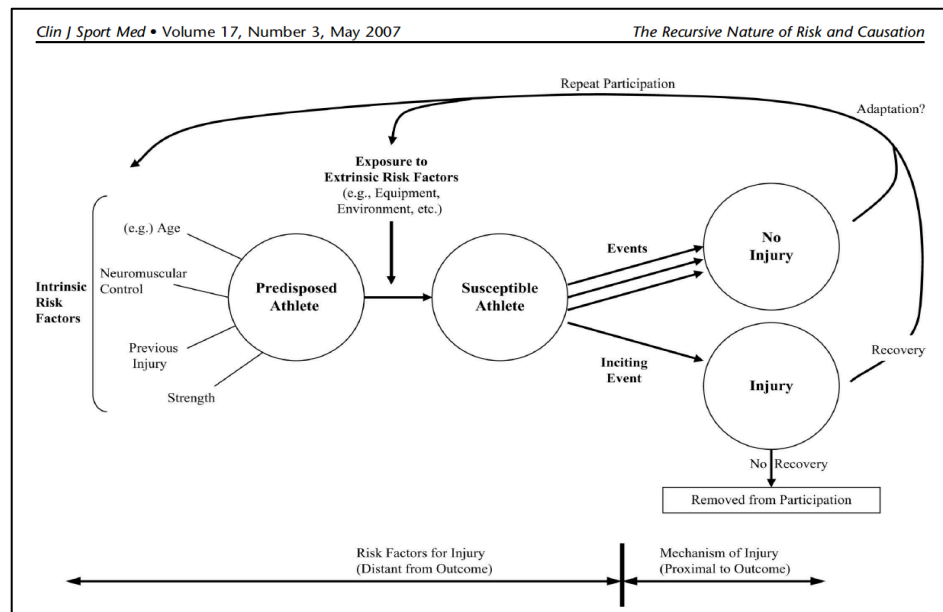 Clin J Sport Med • Volume 17, Number 3, May 2007
The Recursive Nature of Risk and Causation
Repeat Participation
Adaptation?
Exposure to
Extrinsic Risk Factors
(e.g., Equipment,
Environment, etc.)
Intrinsic
Risk
Factors
(e.g.) Age
Neuromuscular
Control
Previous
Injury
Strength
Predisposed
Athlete
Susceptible
Athlete
Events
No
Injury
Inciting
Event
Injury
Recovery
No Recovery
Removed from Participation
Risk Factors for Injury
(Distant from Outcome)
Mechanism of Injury
(Proximal to Outcome)